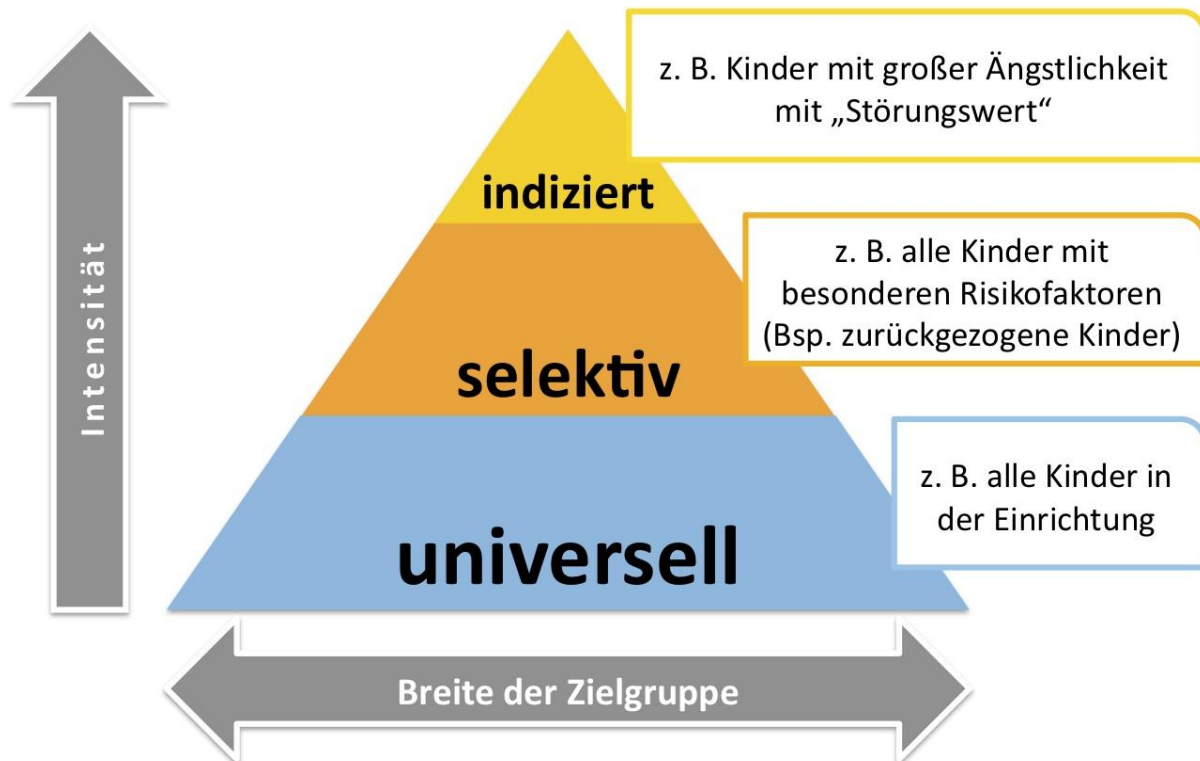 z. B. Kinder mit großer Ängstlichkeit
mit „Störungswert“
indiziert
z. B. alle Kinder mit
besonderen Risikofaktoren
(Bsp. zurückgezogene Kinder)
selektiv
z. B. alle Kinder in
der Einrichtung
universell
Intensität
Breite der Zielgruppe